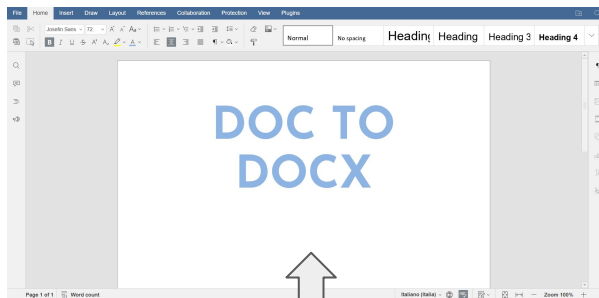 File Home Insert Draw Layout References Collaboration Protection View Plugins
Josefin Sans 72 Normal No spacing Heading Heading Heading 3 Heading 4
DOC TO
DOCX
Page 1 of 1 Word count Italiano (Italia) Zoom 100%